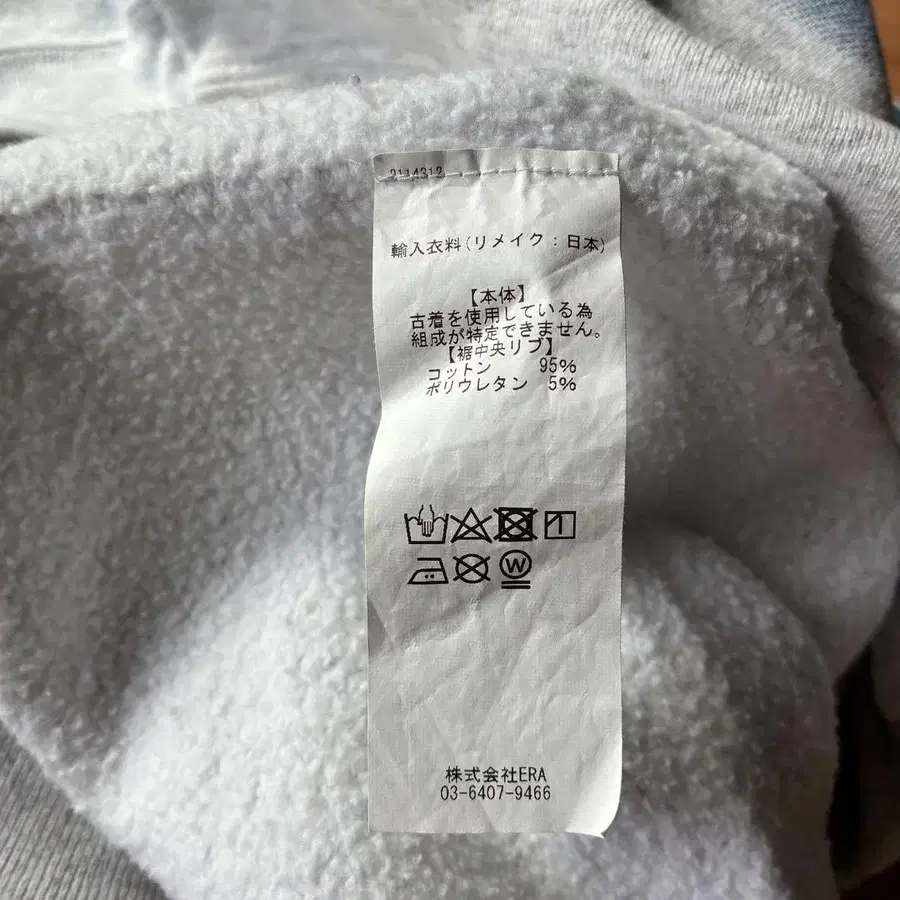 2114312
輸入衣料(リメイク:日本)
【本体】
古着を使用している為
組成が特定できません。
【裾中央リブ】
コットン 95%
ポリウレタン 5%
W
株式会社ERA
03-6407-9466